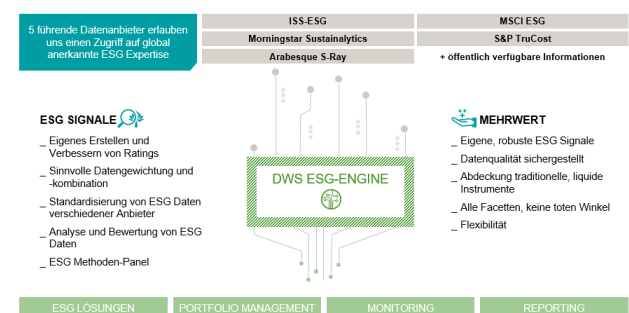 5 führende Datenanbieter erlauben
uns einen Zugriff auf global
anerkannte ESG Expertise
ISS-ESG
MSCI ESG
Morningstar Sustainalytics
S&P TruCost
Arabesque S-Ray
+ öffentlich verfügbare Informationen
ESG SIGNALE
_ Eigenes Erstellen und
Verbessern von Ratings
_ Sinnvolle Datengewichtung und
-kombination
_ Standardisierung von ESG Daten
verschiedener Anbieter
_ Analyse und Bewertung von ESG
Daten
_ ESG Methoden-Panel
DWS ESG-ENGINE
MEHRWERT
_ Eigene, robuste ESG Signale
_ Datenqualität sichergestellt
_ Abdeckung traditionelle, liquide
Instrumente
_ Alle Facetten, keine toten Winkel
_ Flexibilität
ESG LÖSUNGEN
PORTFOLIO MANAGEMENT
MONITORING
REPORTING